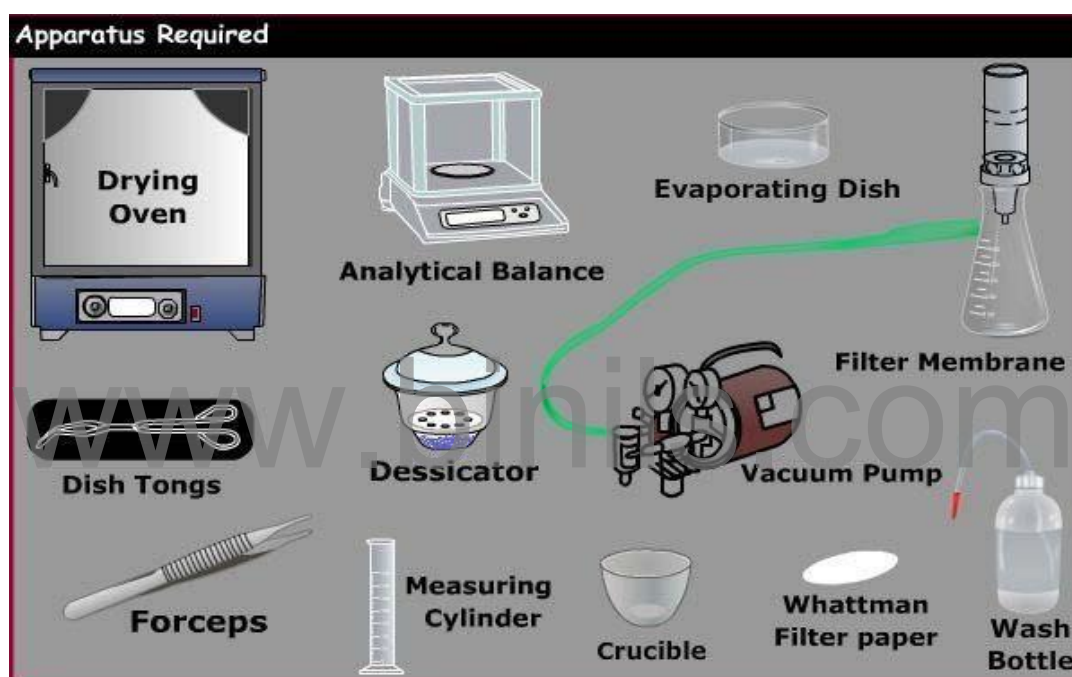 Apparatus Required
Drying
Oven
Analytical Balance
Evaporating Dish
Filter Membrane
Dish Tongs
Dessicator
Vacuum Pump
Forceps
Measuring
Cylinder
Crucible
Whattman
Filter paper
Wash
Bottle